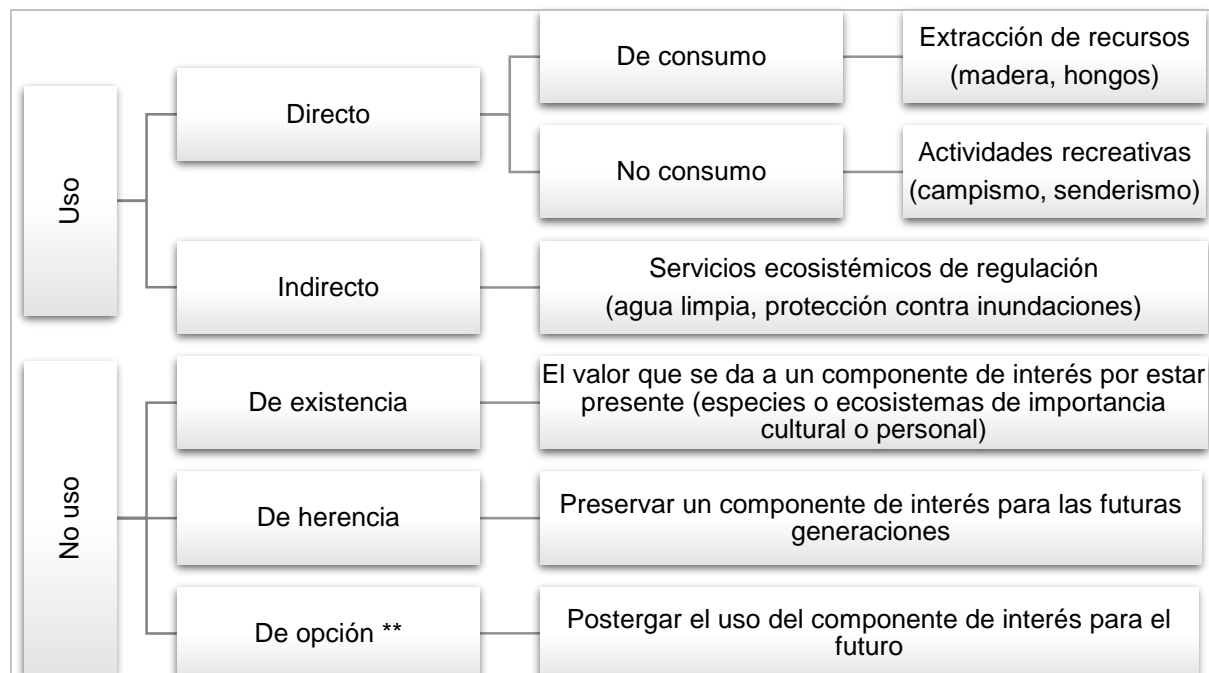 Uso
Directo
De consumo
Extracción de recursos
(madera, hongos)
No consumo
Actividades recreativas
(campismo, senderismo)
Indirecto
Servicios ecosistémicos de regulación
(agua limpia, protección contra inundaciones)
No uso
De existencia
El valor que se da a un componente de interés por estar
presente (especies o ecosistemas de importancia
cultural o personal)
De herencia
Preservar un componente de interés para las futuras
generaciones
De opción **
Postergar el uso del componente de interés para el
futuro